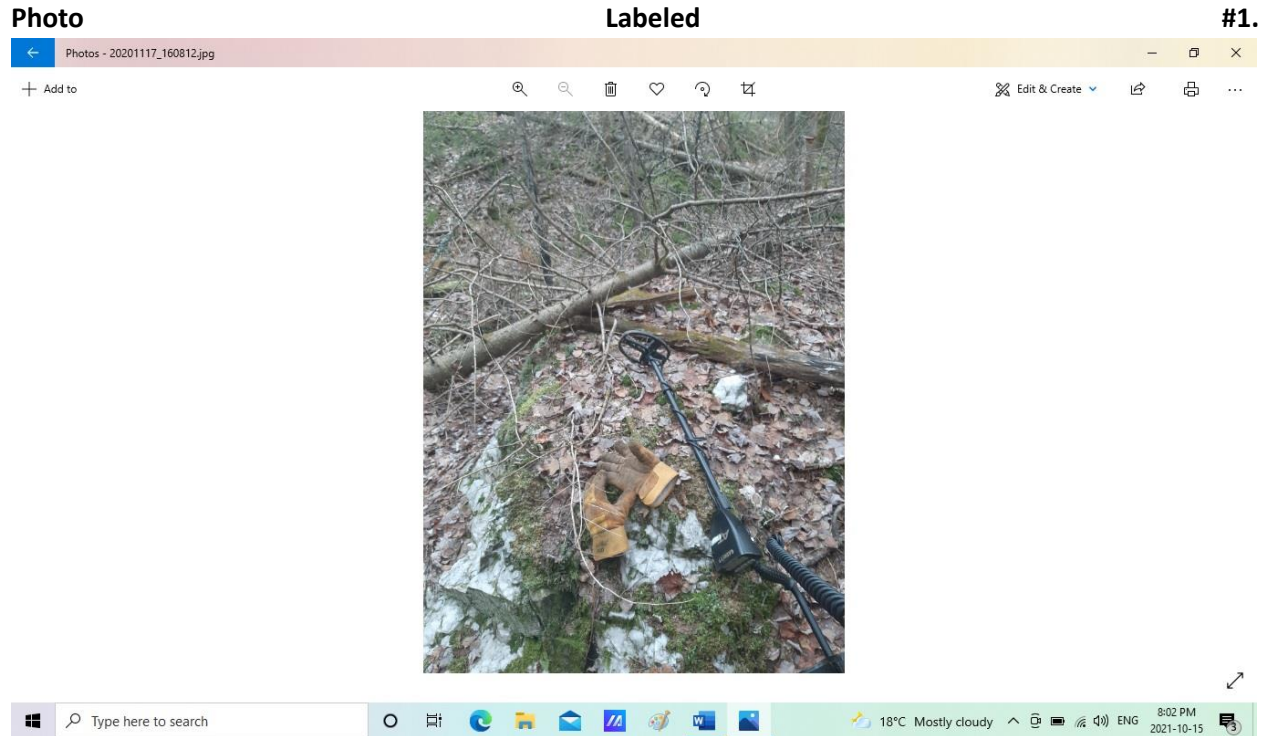 Photo Labeled #1.
Photos - 20201117_160812.jpg
Add to
Edit & Create
Type here to search
18°C Mostly cloudy
ENG
8:02 PM
2021-10-15
3